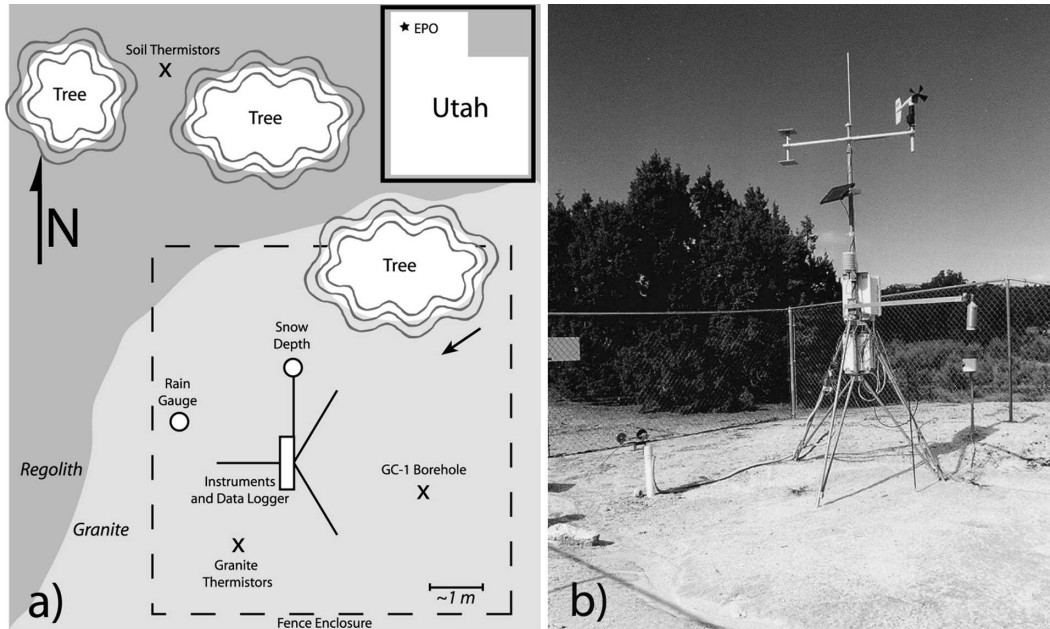 Soil Thermistors
X
Tree
Tree
EPO
Utah
N
Tree
Snow
Depth
Rain
Gauge
Regolith
Instruments
and Data Logger
GC-1 Borehole
X
Granite
X
Granite
Thermistors
~1 m
a)
Fence Enclosure
b)